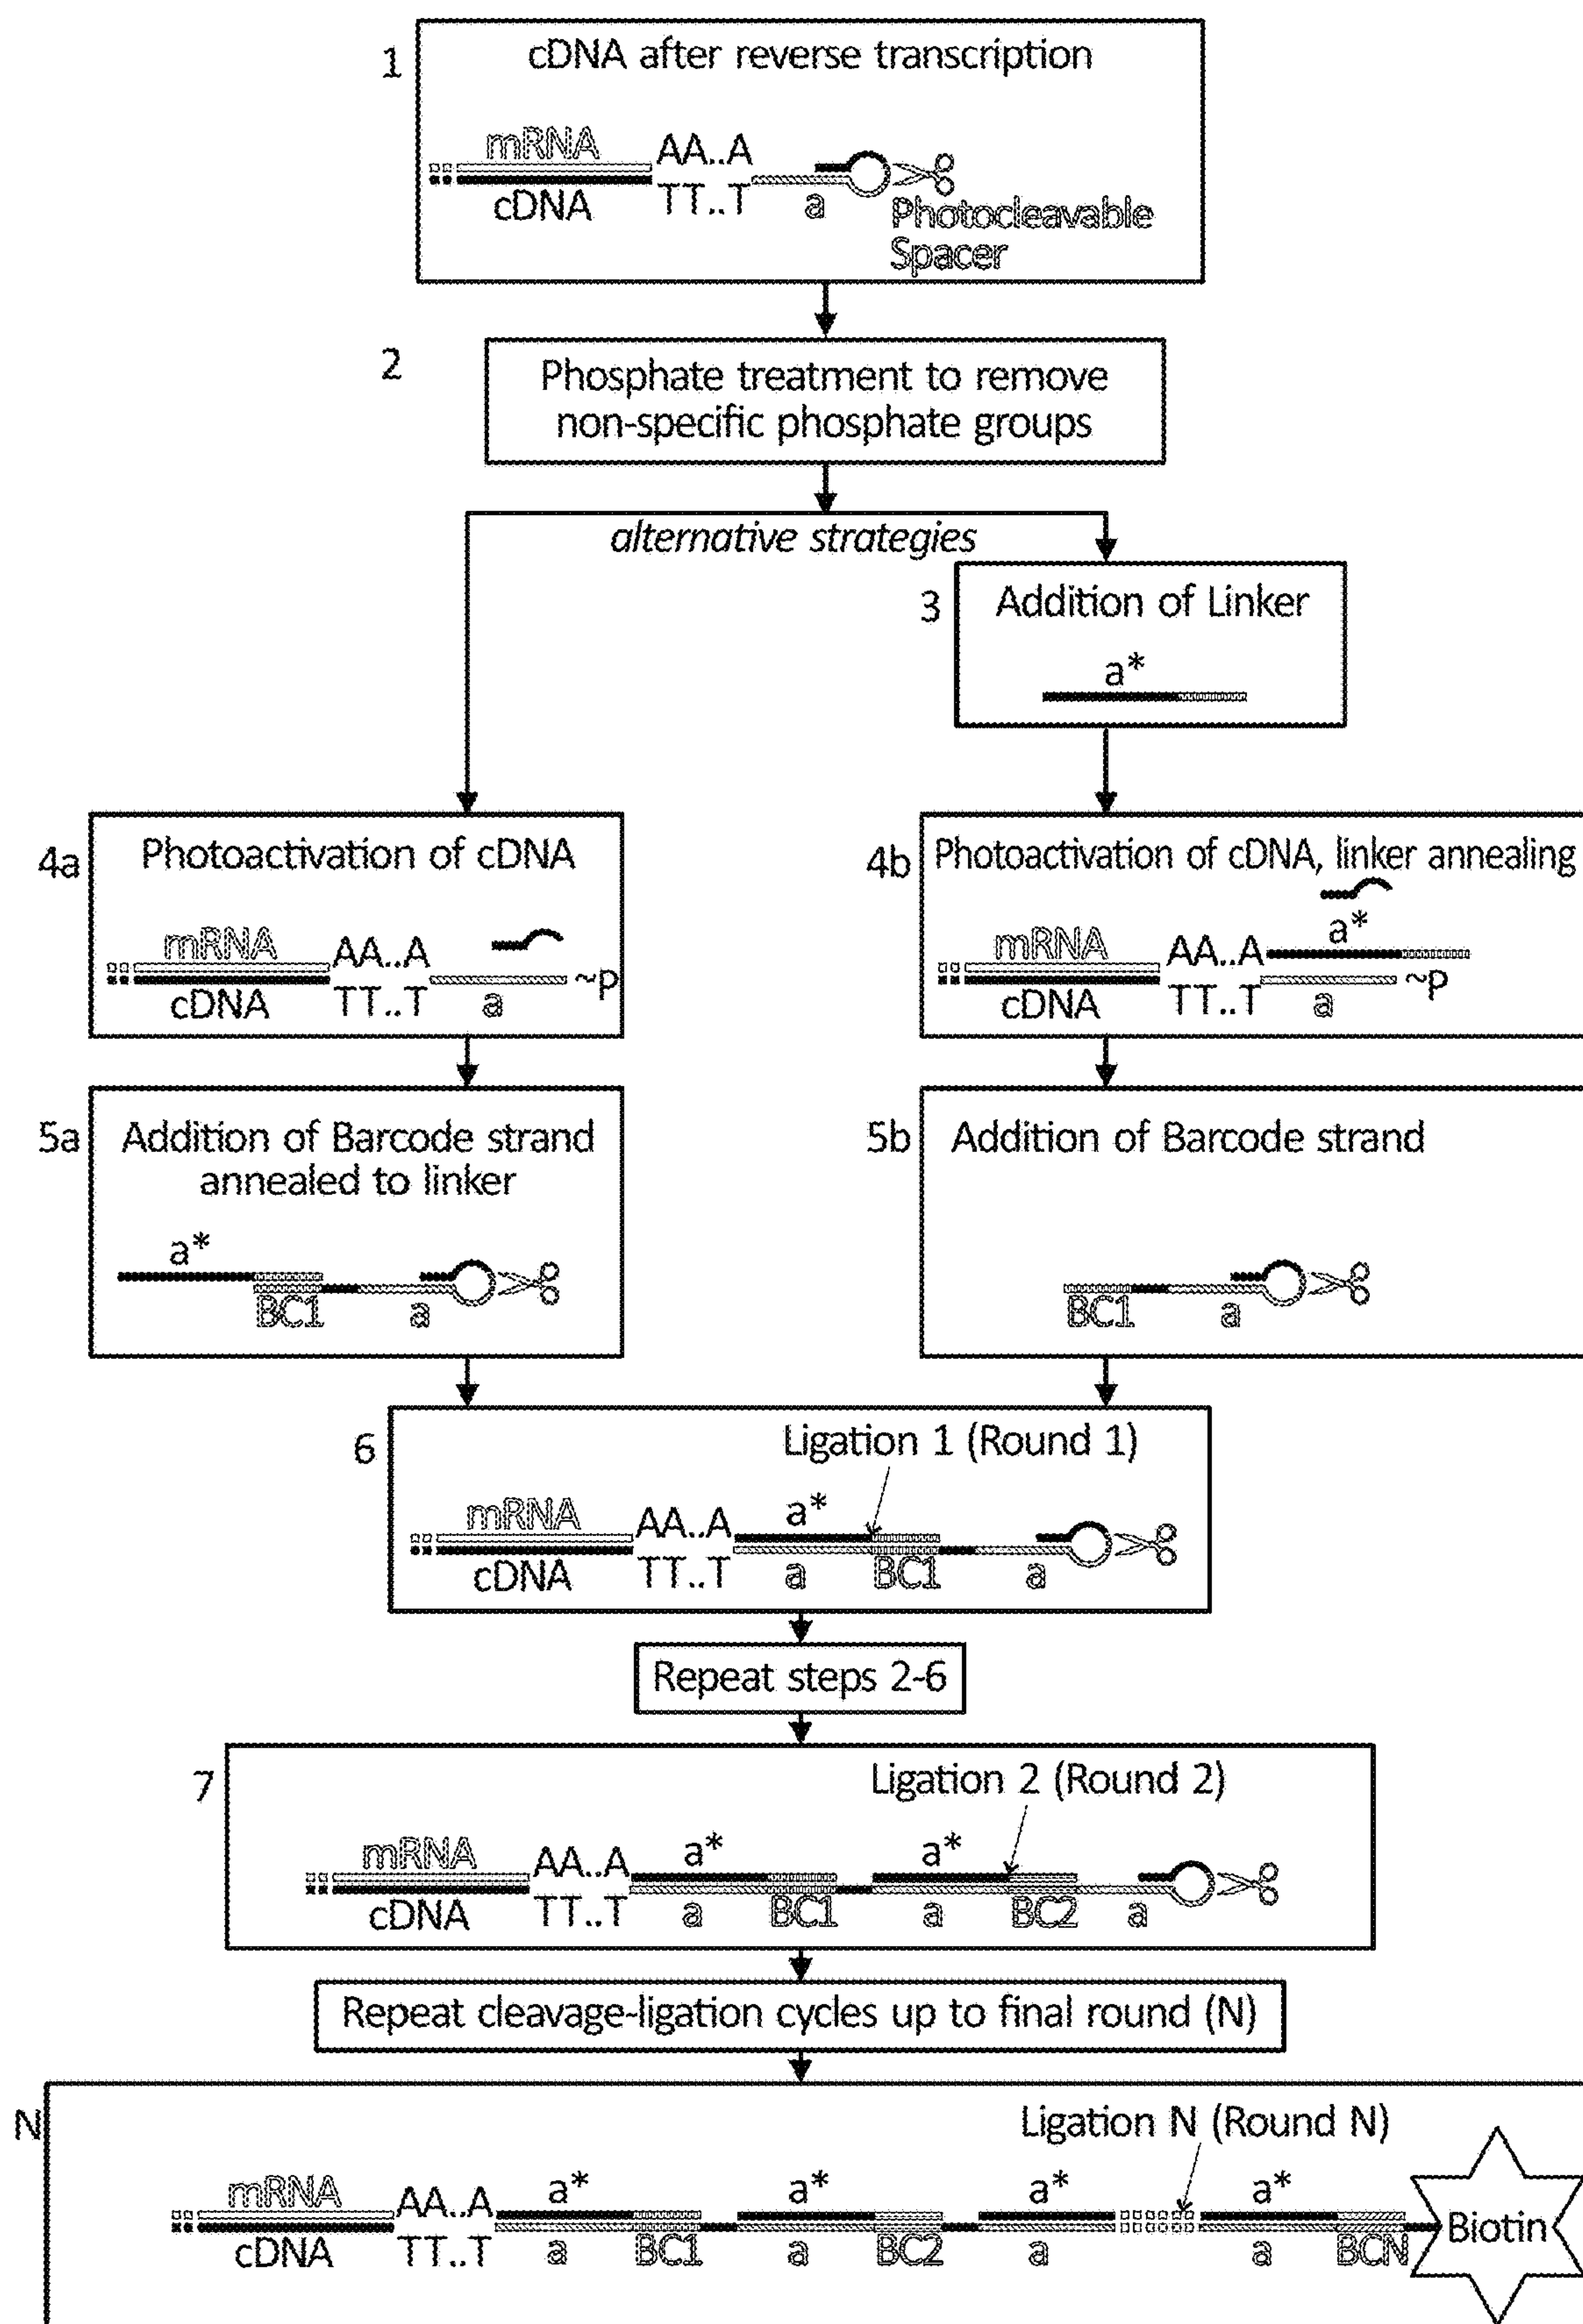 1
cDNA after reverse transcription
mRNA
AA..A
cDNA
TT..T
a
Photocleavable
Spacer
2
Phosphate treatment to remove
non-specific phosphate groups
alternative strategies
3
Addition of Linker
a*
4a
Photoactivation of cDNA
mRNA
AA..A
cDNA
TT..T
a
~P
4b
Photoactivation of cDNA, linker annealing
mRNA
AA..A
a*
cDNA
TT..T
a
~P
5a
Addition of Barcode strand
annealed to linker
a*
BC1
a
5b
Addition of Barcode strand
BC1
a
6
Ligation 1 (Round 1)
mRNA
AA..A
a*
cDNA
TT..T
a
BC1
a
Repeat steps 2-6
7
Ligation 2 (Round 2)
mRNA
AA..A
a*
a*
cDNA
TT..T
a
BC1
a
BC2
a
Repeat cleavage-ligation cycles up to final round (N)
N
Ligation N (Round N)
mRNA
AA..A
a*
a*
a*
a*
cDNA
TT..T
a
BC1
a
BC2
a
a
BCN
Biotin